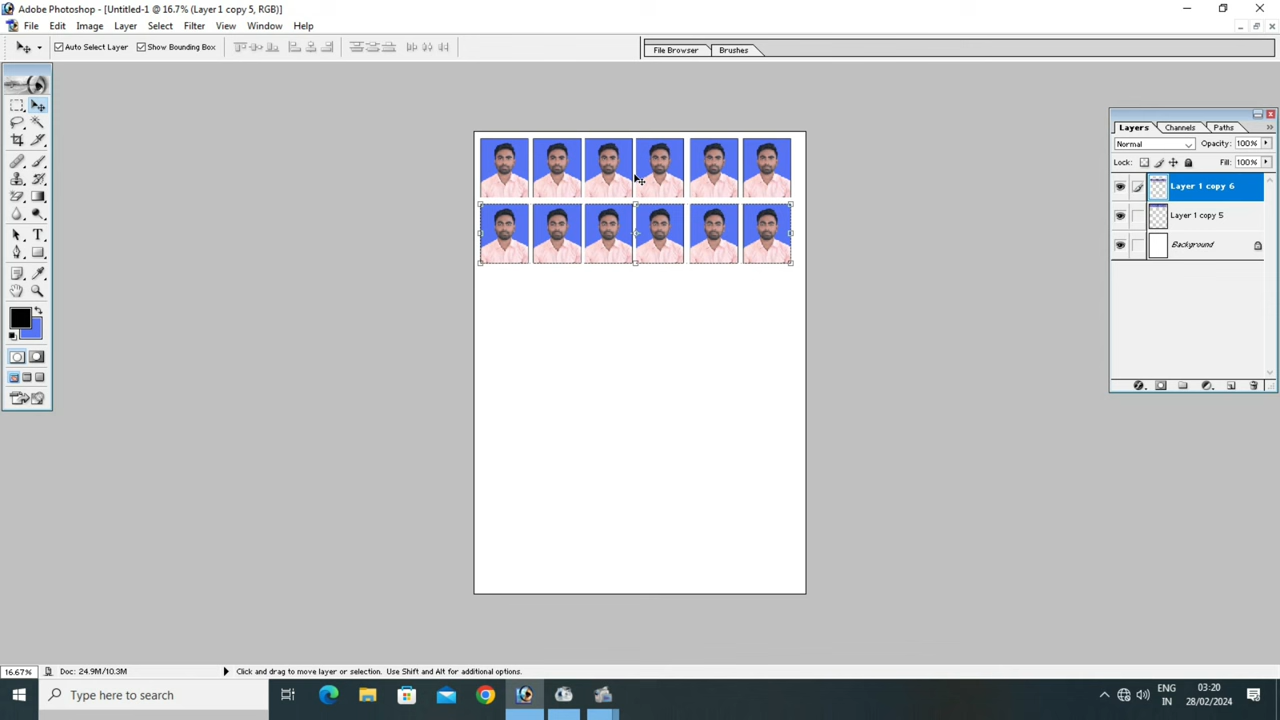 Adobe Photoshop - [Untitled-1 @ 16.7% (Layer 1 copy 5, RGB)]
File Edit Image Layer Select Filter View Window Help
Auto Select Layer Show Bounding Box File Browser Brushes
Layers Channels Paths
Normal Opacity: 100%
Lock: Fill: 100%
Layer 1 copy 6
Layer 1 copy 5
Background
16.67% Doc: 24.9M/10.3M Click and drag to move layer or selection. Use Shift and Alt for additional options.
Type here to search
ENG
IN
03:20
28/02/2024